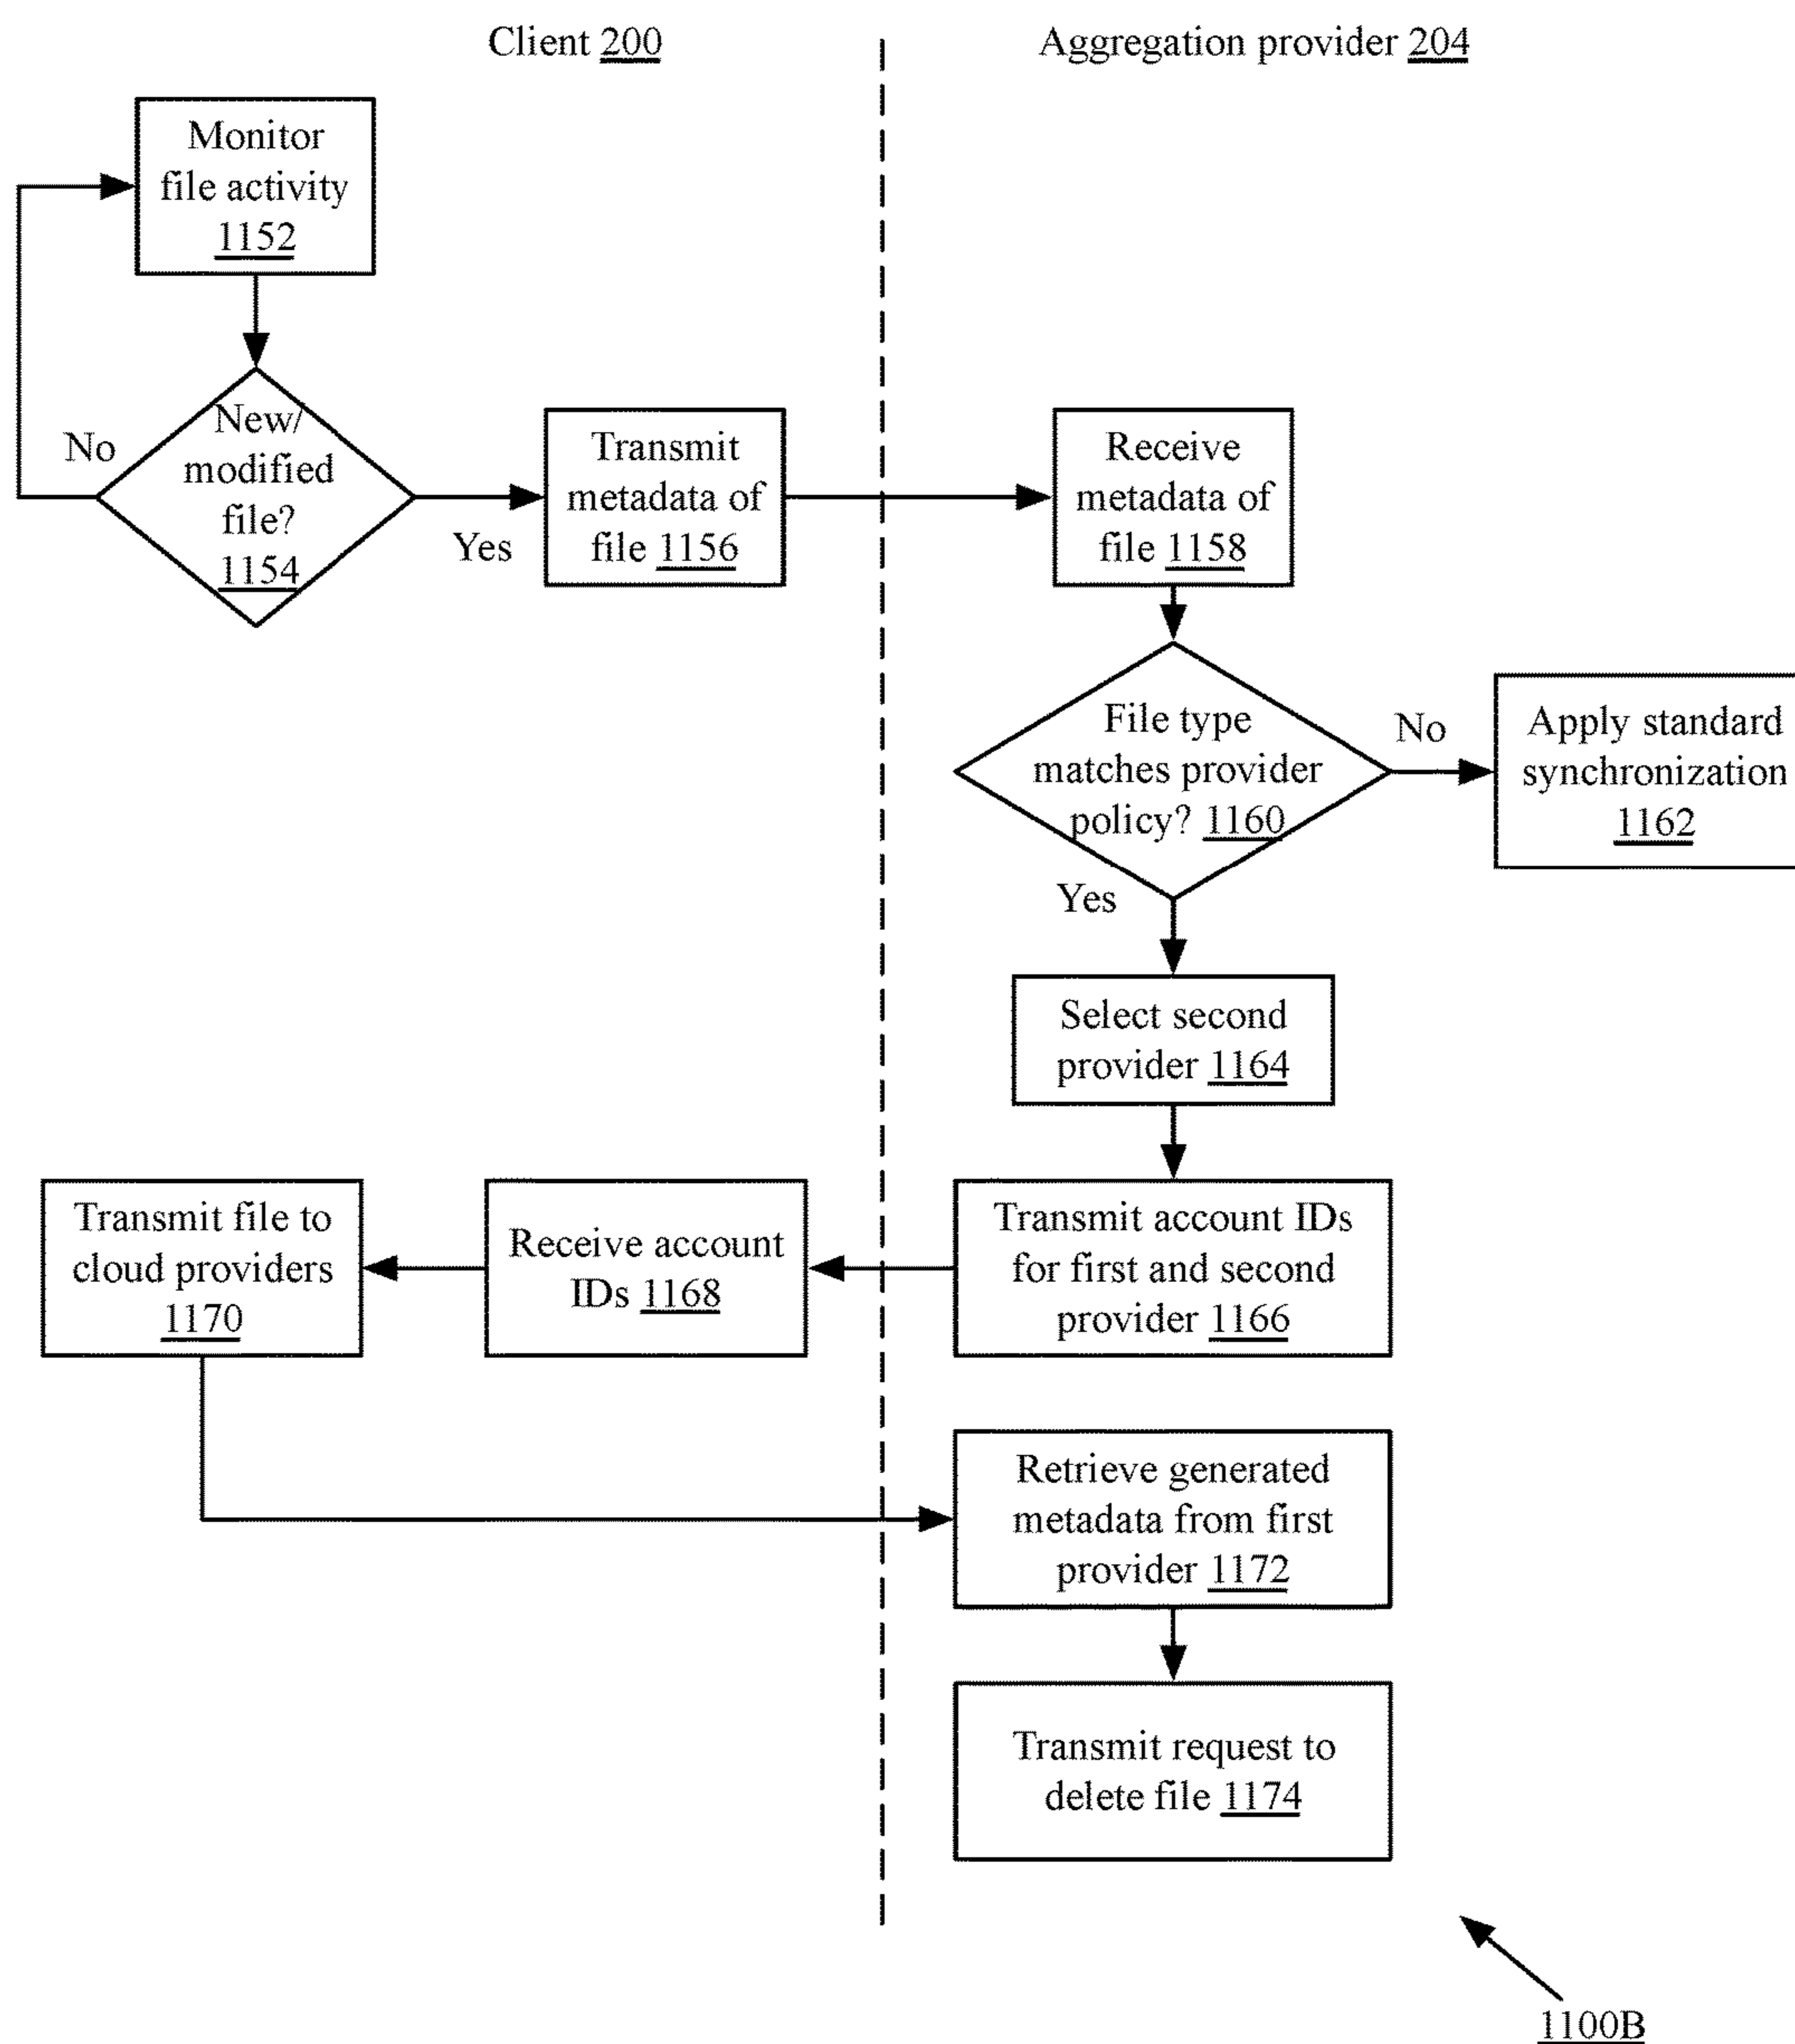 Client 200
Aggregation provider 204
Monitor
file activity
1152
New/
modified
file?
1154
No
Yes
Transmit
metadata of
file 1156
Receive
metadata of
file 1158
File type
matches provider
policy? 1160
No
Apply standard
synchronization
1162
Yes
Select second
provider 1164
Transmit account IDs
for first and second
provider 1166
Receive account
IDs 1168
Transmit file to
cloud providers
1170
Retrieve generated
metadata from first
provider 1172
Transmit request to
delete file 1174
1100B